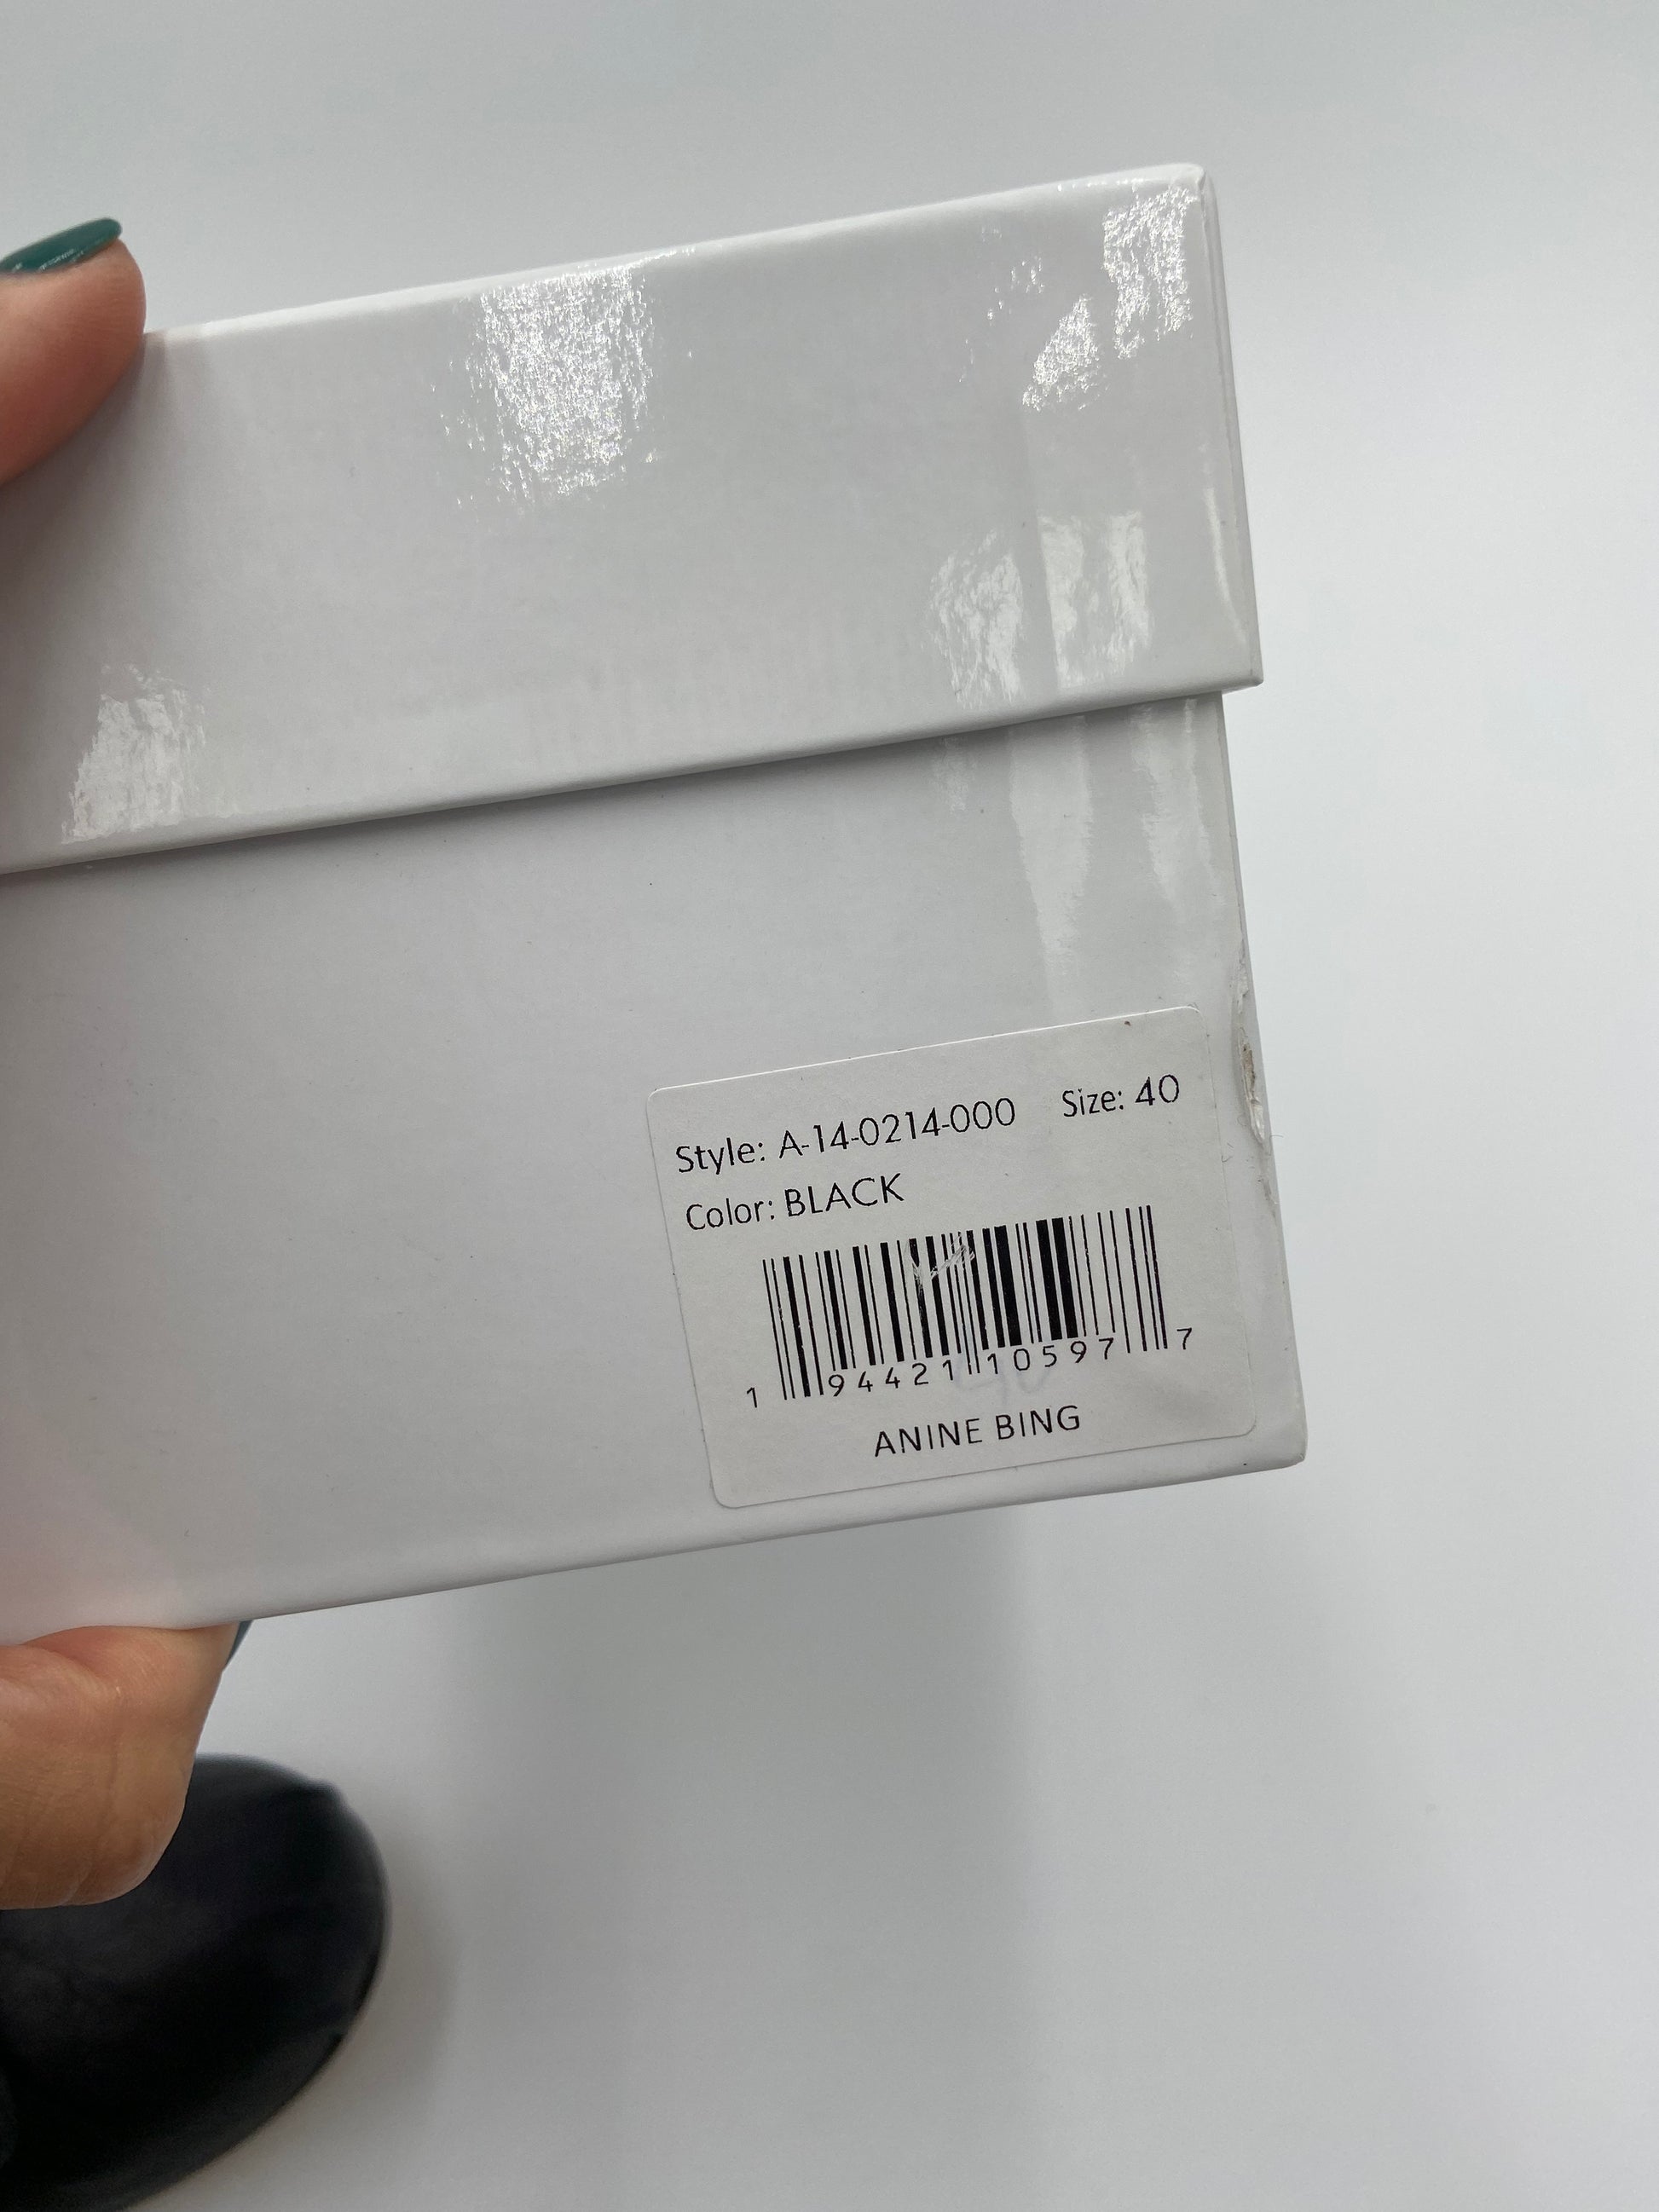 Style: A-14-0214-000 Size: 40
Color: BLACK
1 94421 10597 7
ANINE BING